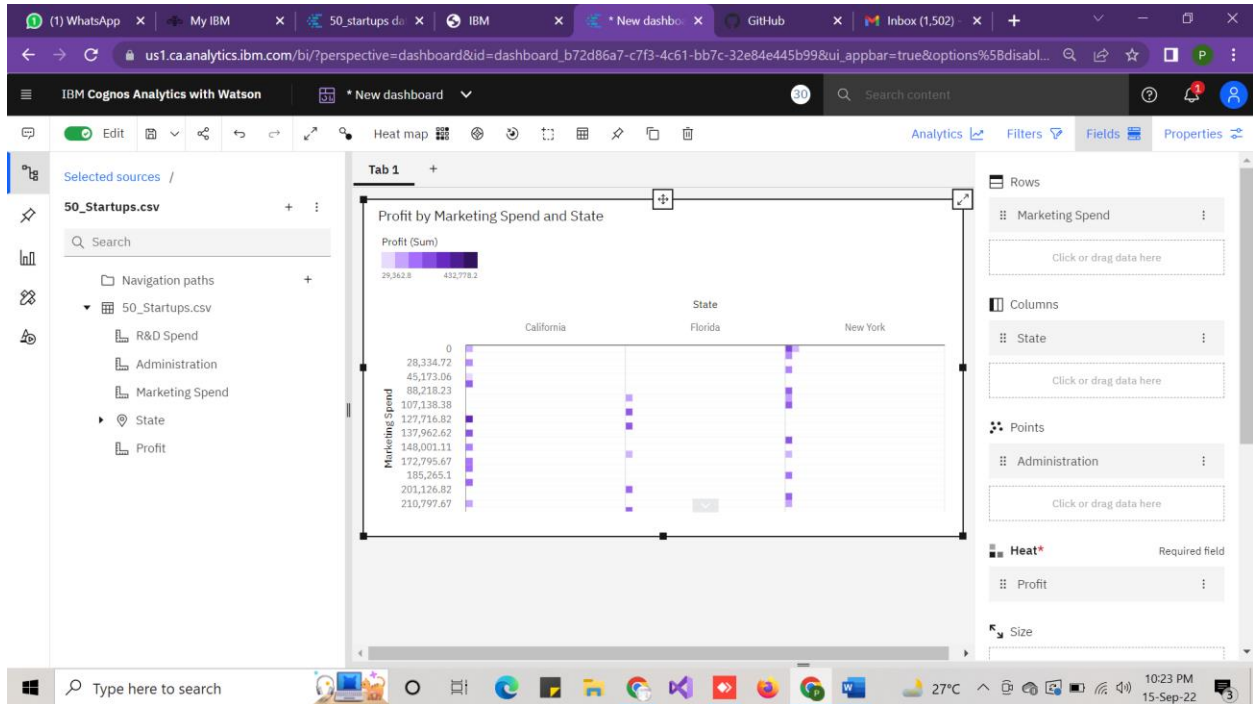 (1) WhatsApp
My IBM
50_startups da
IBM
* New dashbo
GitHub
Inbox (1,502) -
us1.ca.analytics.ibm.com/bi/?perspective=dashboard&id=dashboard_b72d86a7-c7f3-4c61-bb7c-32e84e445b99&ui_appbar=true&options%5Bdisabl...
P
IBM Cognos Analytics with Watson
* New dashboard
30
Search content
1
Edit
Heat map
Analytics
Filters
Fields
Properties
Selected sources /
50_Startups.csv
Search
Navigation paths
50_Startups.csv
R&D Spend
Administration
Marketing Spend
State
Profit
Tab 1
Profit by Marketing Spend and State
Profit (Sum)
29,362.8 432,778.2
State
California Florida New York
Marketing Spend
0
28,334.72
45,173.06
88,218.23
107,138.38
127,716.82
137,962.62
148,001.11
172,795.67
185,265.1
201,126.82
210,797.67
Rows
Marketing Spend
Click or drag data here
Columns
State
Click or drag data here
Points
Administration
Click or drag data here
Heat* Required field
Profit
Size
Type here to search
27°C
10:23 PM
15-Sep-22
3